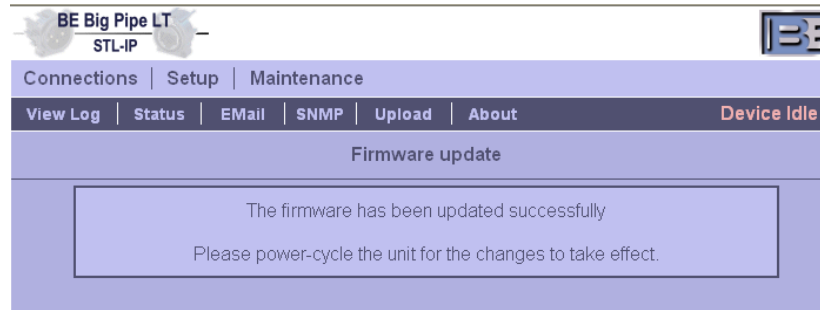 BE Big Pipe LT
STL-IP
BE
Connections | Setup | Maintenance
View Log | Status | EMail | SNMP | Upload | About Device Idle
Firmware update
The firmware has been updated successfully
Please power-cycle the unit for the changes to take effect.